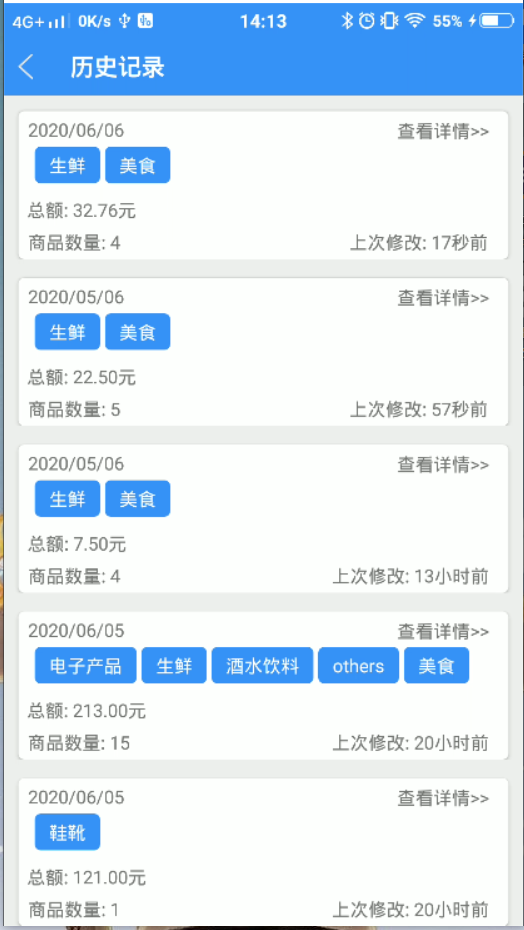 4G+ 0K/s 14:13 55%
历史记录
2020/06/06 查看详情>>
生鲜 美食
总额: 32.76元
商品数量: 4 上次修改: 17秒前
2020/05/06 查看详情>>
生鲜 美食
总额: 22.50元
商品数量: 5 上次修改: 57秒前
2020/05/06 查看详情>>
生鲜 美食
总额: 7.50元
商品数量: 4 上次修改: 13小时前
2020/06/05 查看详情>>
电子产品 生鲜 酒水饮料 others 美食
总额: 213.00元
商品数量: 15 上次修改: 20小时前
2020/06/05 查看详情>>
鞋靴
总额: 121.00元
商品数量: 1 上次修改: 20小时前